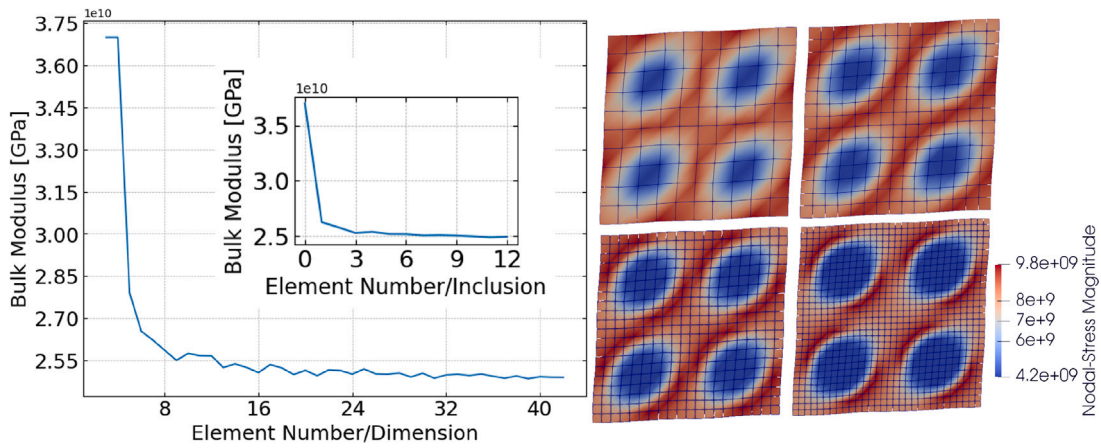 1e10
3.75
3.60
3.45
3.30
3.15
3.00
2.85
2.70
2.55
Bulk Modulus [GPa]
8
16
24
32
40
Element Number/Dimension
1e10
3.5
3.0
2.5
Bulk Modulus [GPa]
0
3
6
9
12
Element Number/Inclusion
9.8e+09
8e+9
7e+9
6e+9
4.2e+09
Nodal-Stress Magnitude